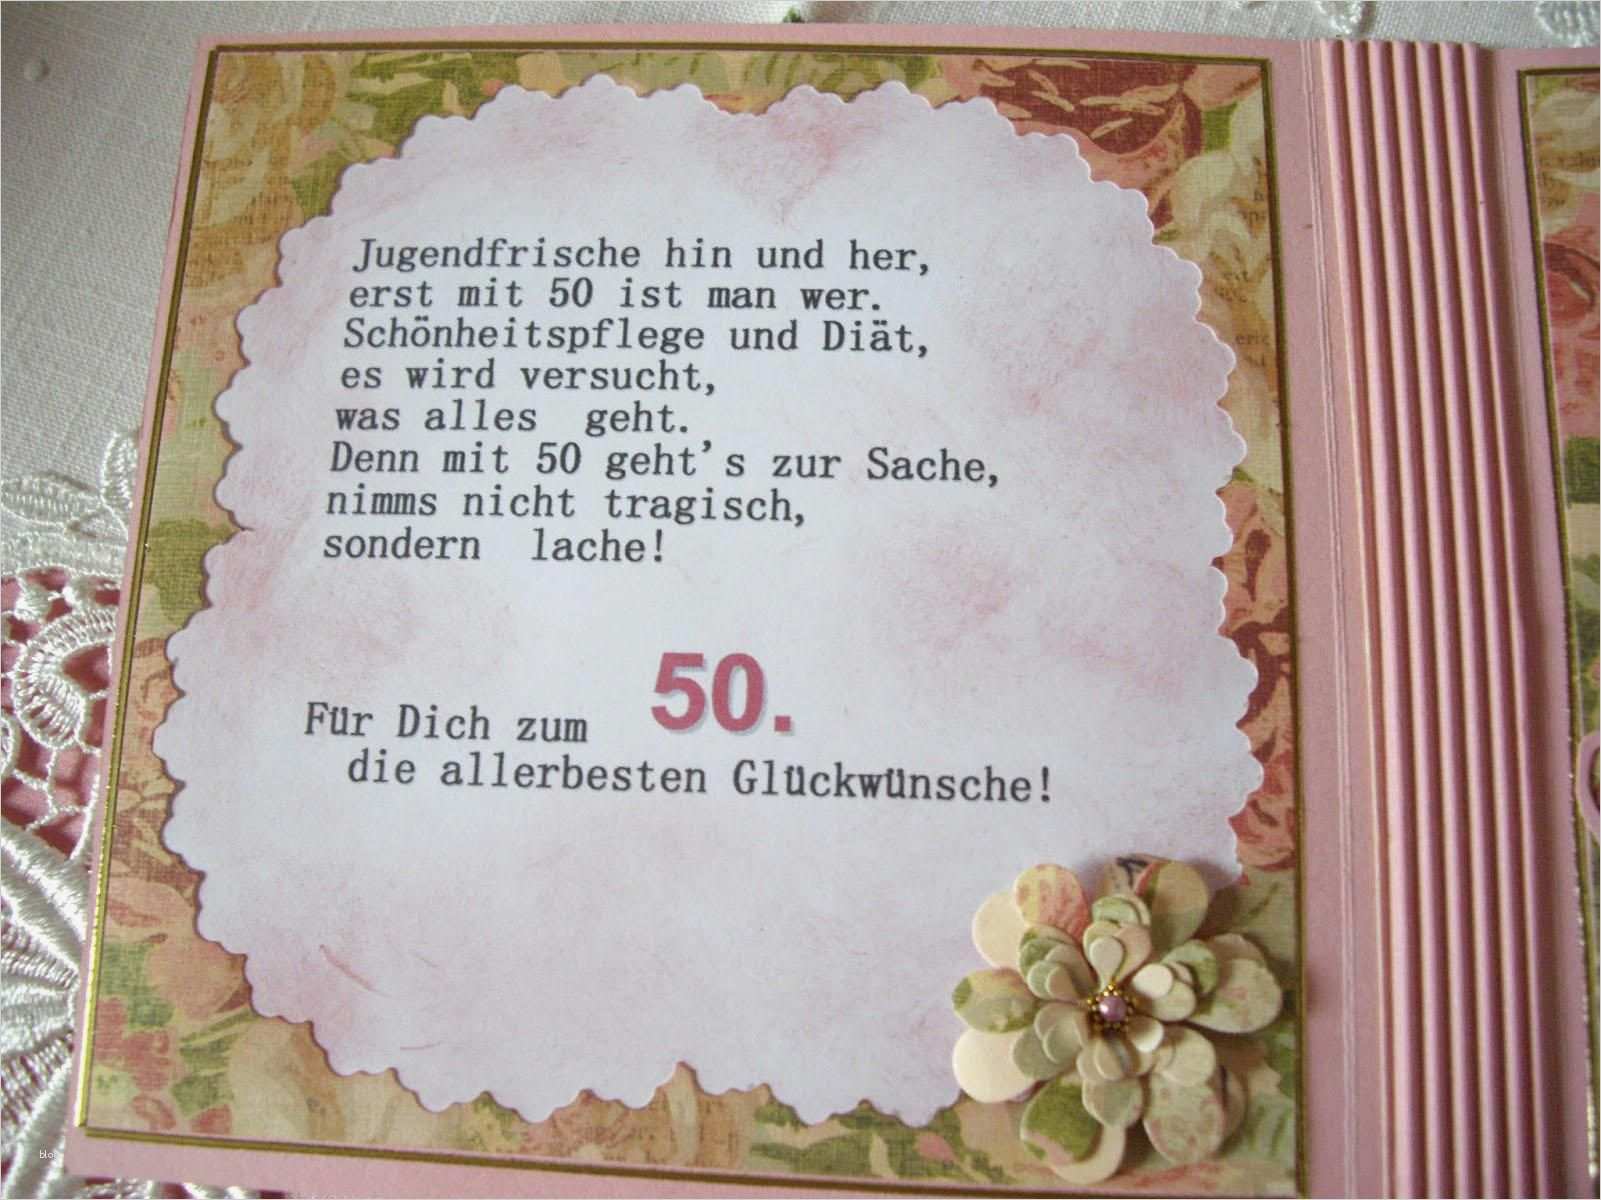 Jugendfrische hin und her,
erst mit 50 ist man wer.
Schönheitspflege und Diät,
es wird versucht,
was alles geht.
Denn mit 50 geht's zur Sache,
nimms nicht tragisch,
sondern lache!
Für Dich zum 50.
die allerbesten Glückwünsche!